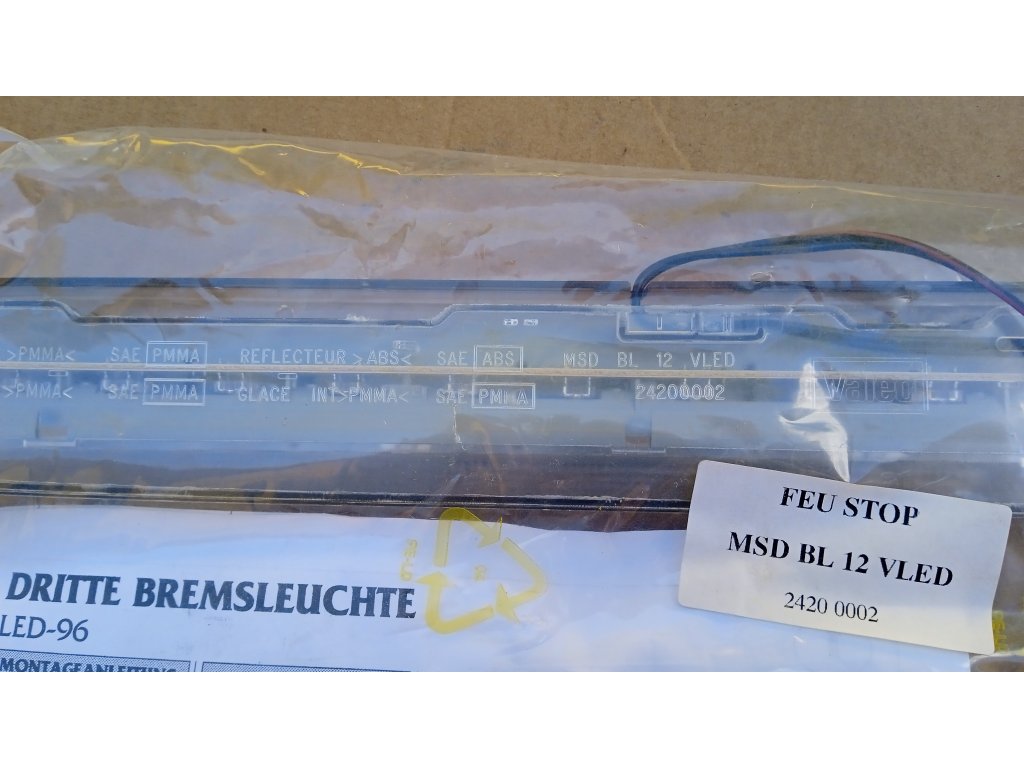 >PMMA< SAE PMMA REFLECTEUR >ABS< SAE ABS MSD BL 12 VLED
>PMMA< SAE PMMA GLACE INT>PMMA< SAE PMMA 24200002 Valeo
FEU STOP
MSD BL 12 VLED
2420 0002
DRITTE BREMSLEUCHTE
LED-96
MONTAGEANLEITUNG